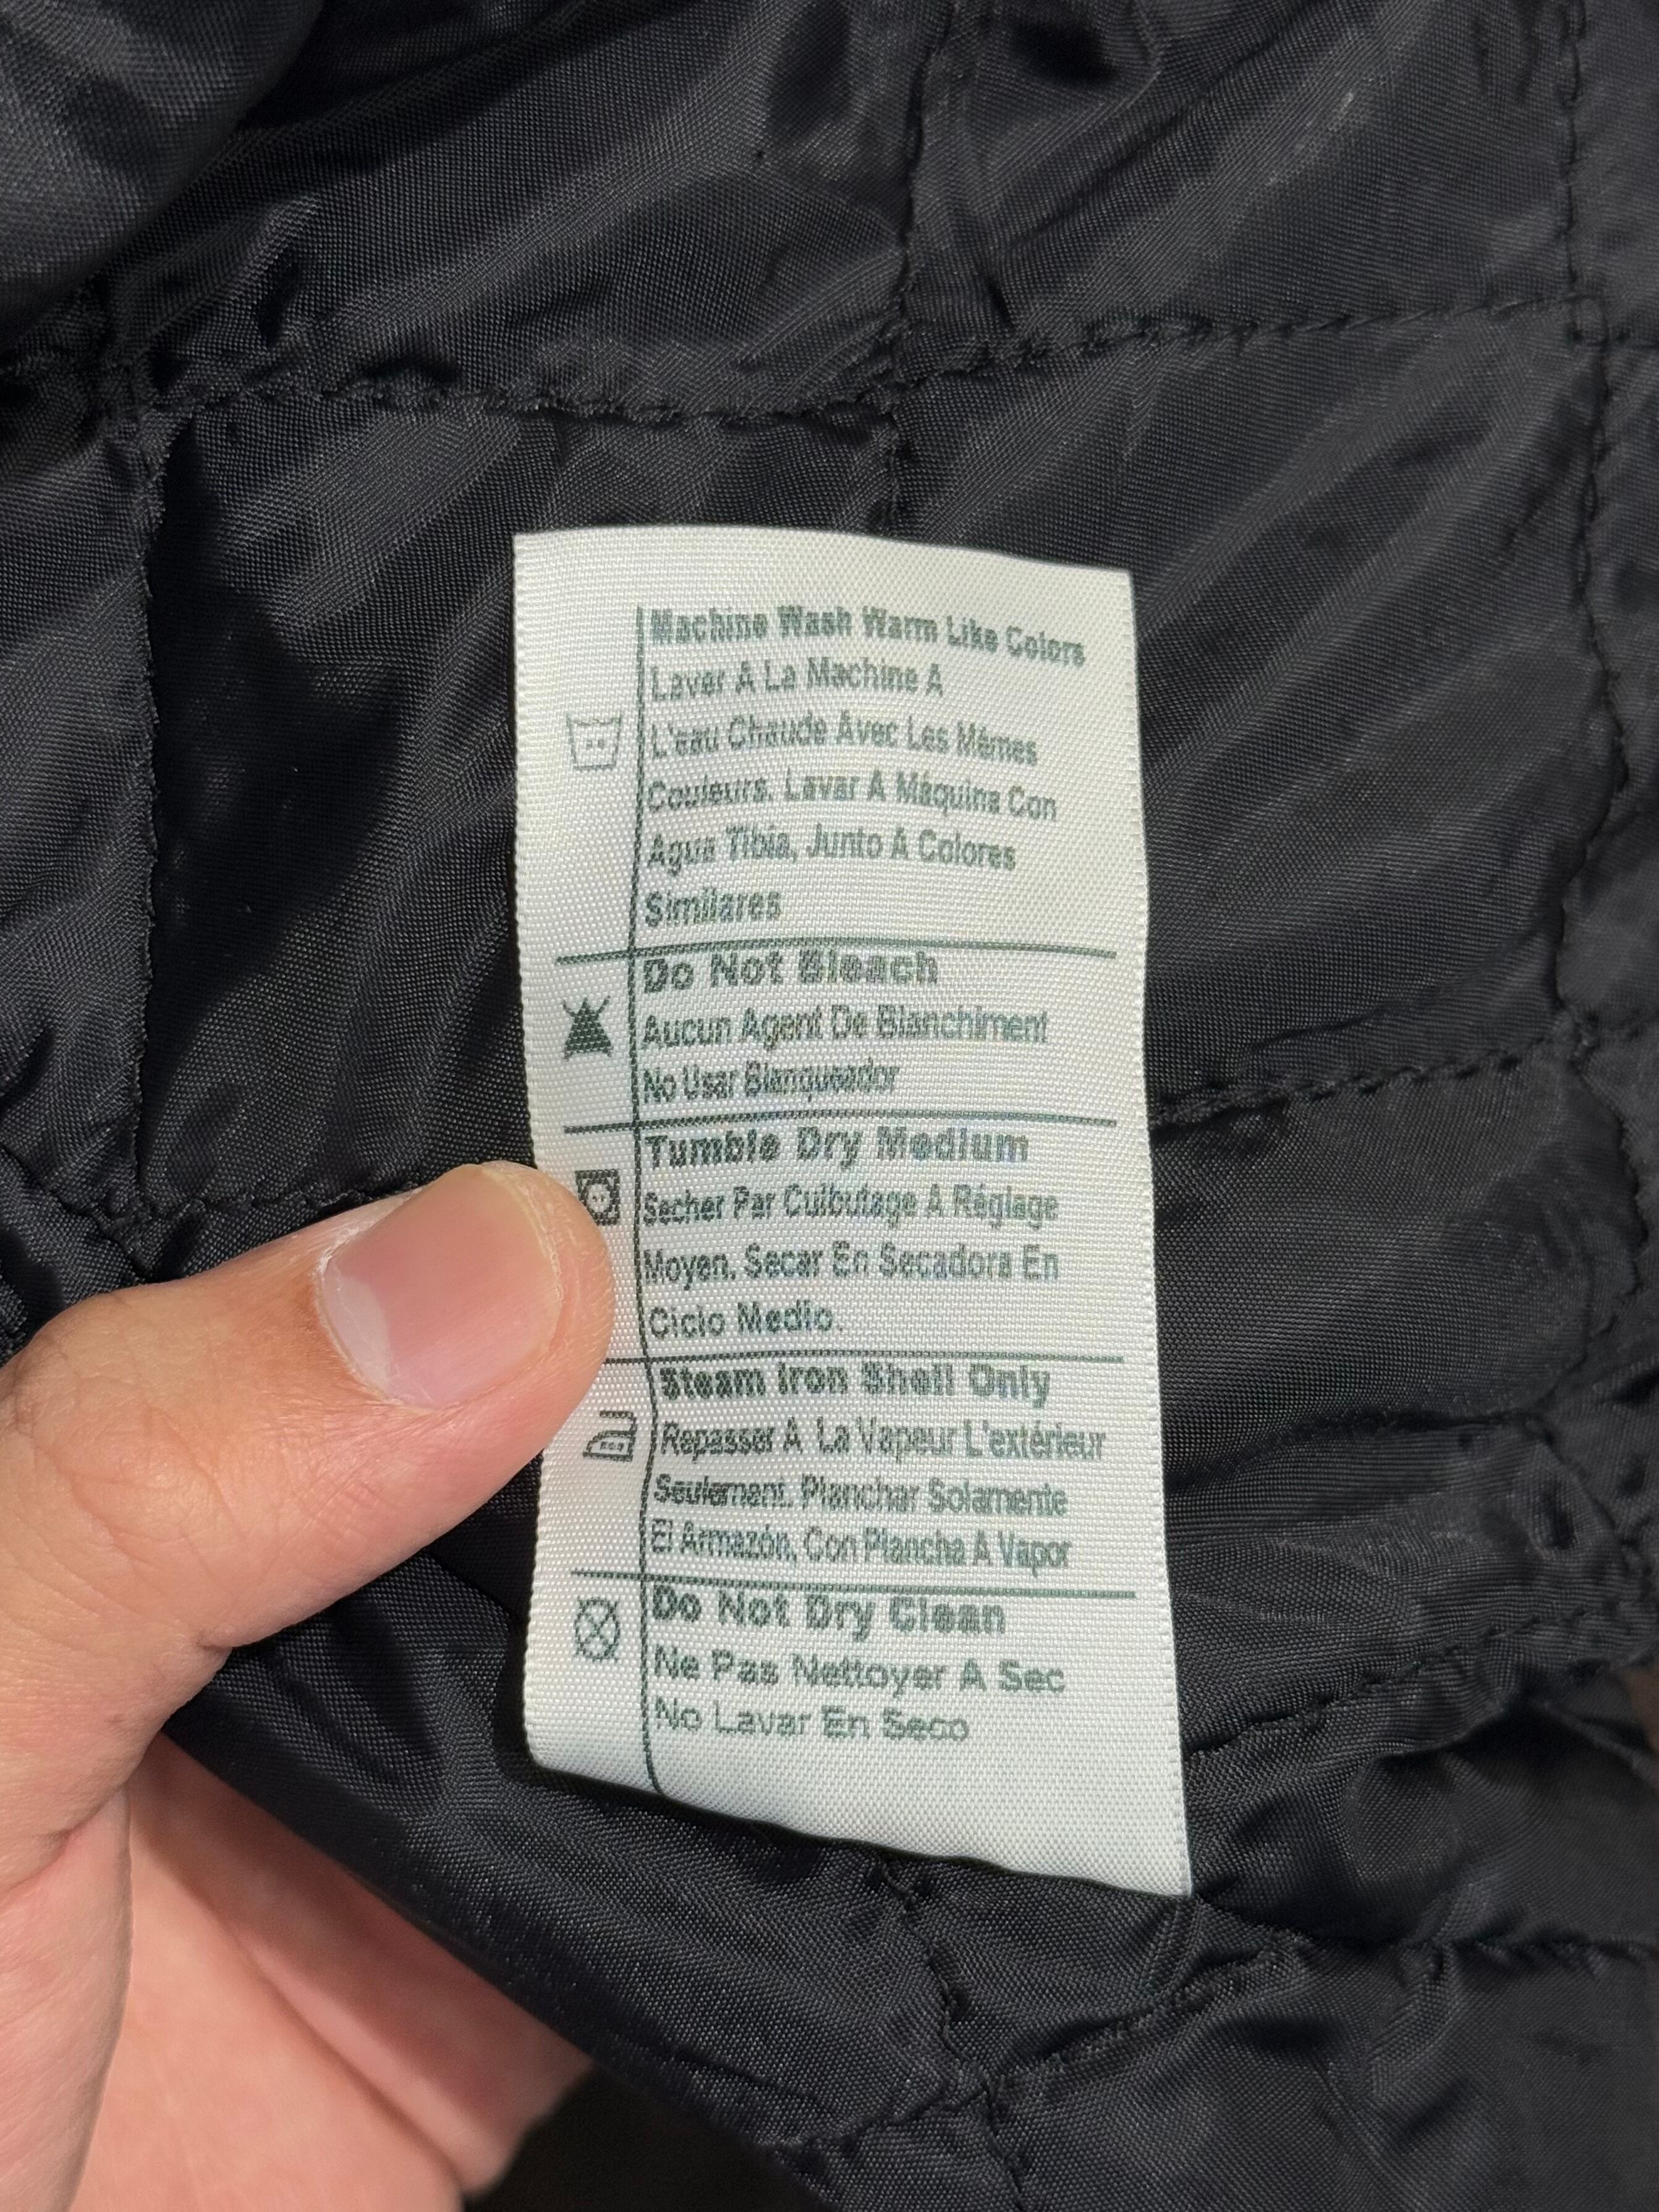 Machine Wash Warm Like Colors
Laver A La Machine A
L'eau Chaude Avec Les Mêmes
Couleurs. Lavar A Máquina Con
Agua Tibia, Junto A Colores
Similares
Do Not Bleach
Aucun Agent De Blanchiment
No Usar Blanqueador
Tumble Dry Medium
Secher Par Culbutage A Réglage
Moyen. Secar En Secadora En
Ciclo Medio.
Steam Iron Shell Only
Repasser A La Vapeur L'extérieur
Seulement. Planchar Solamente
El Armazón, Con Plancha A Vapor
Do Not Dry Clean
Ne Pas Nettoyer A Sec
No Lavar En Seco